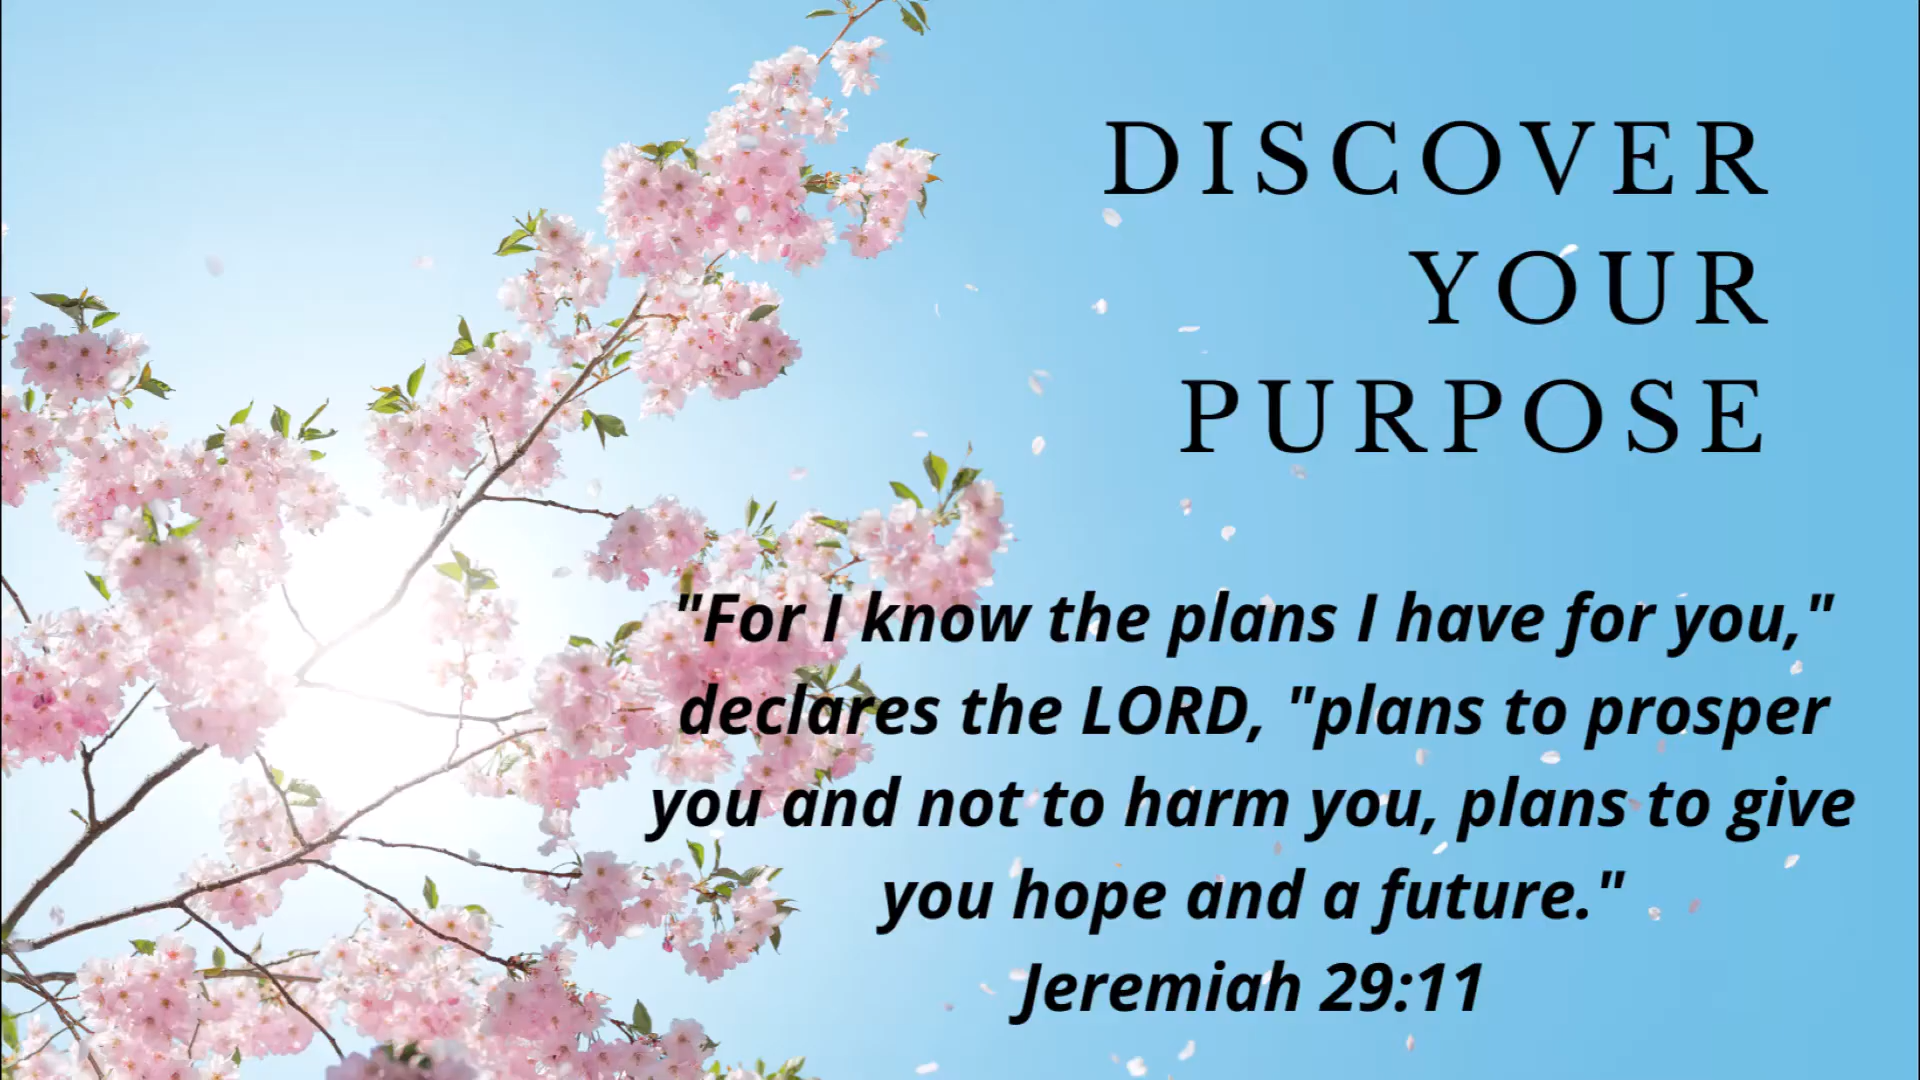 DISCOVER
YOUR
PURPOSE
"For I know the plans I have for you,"
declares the LORD, "plans to prosper
you and not to harm you, plans to give
you hope and a future."
Jeremiah 29:11